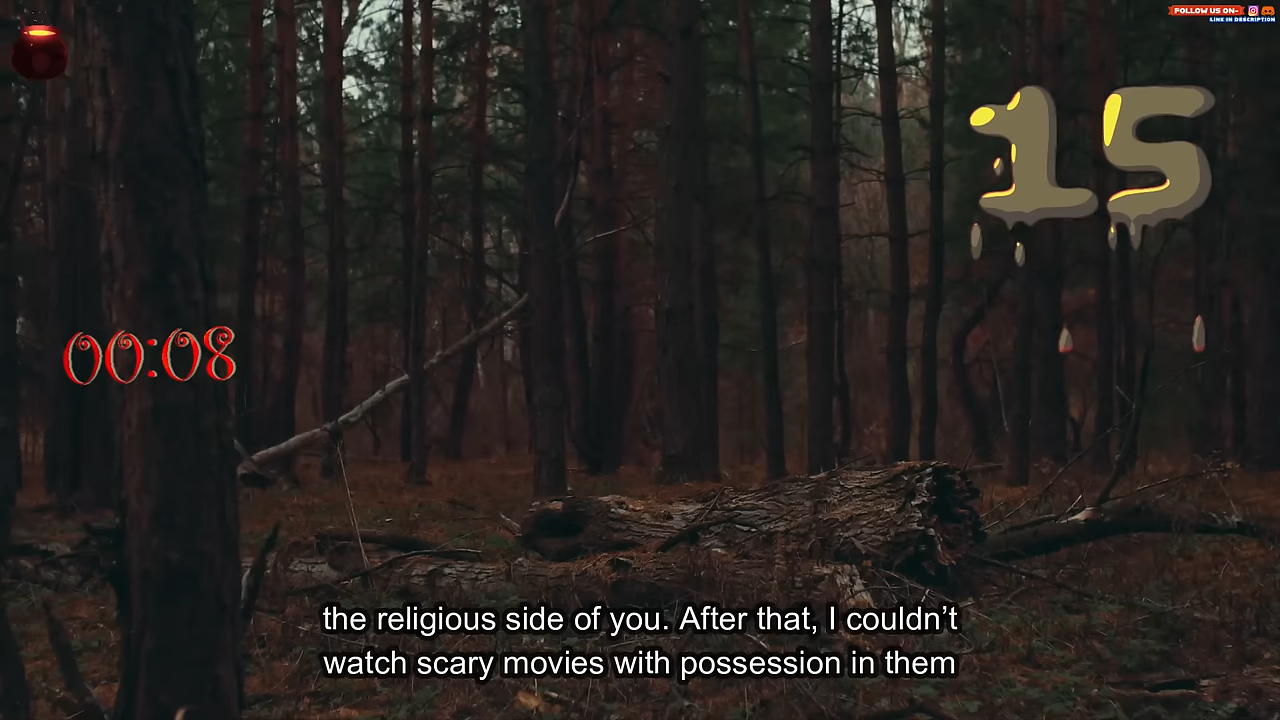 FOLLOW US ON-
LINK IN DESCRIPTION
15
00:08
the religious side of you. After that, I couldn’t
watch scary movies with possession in them